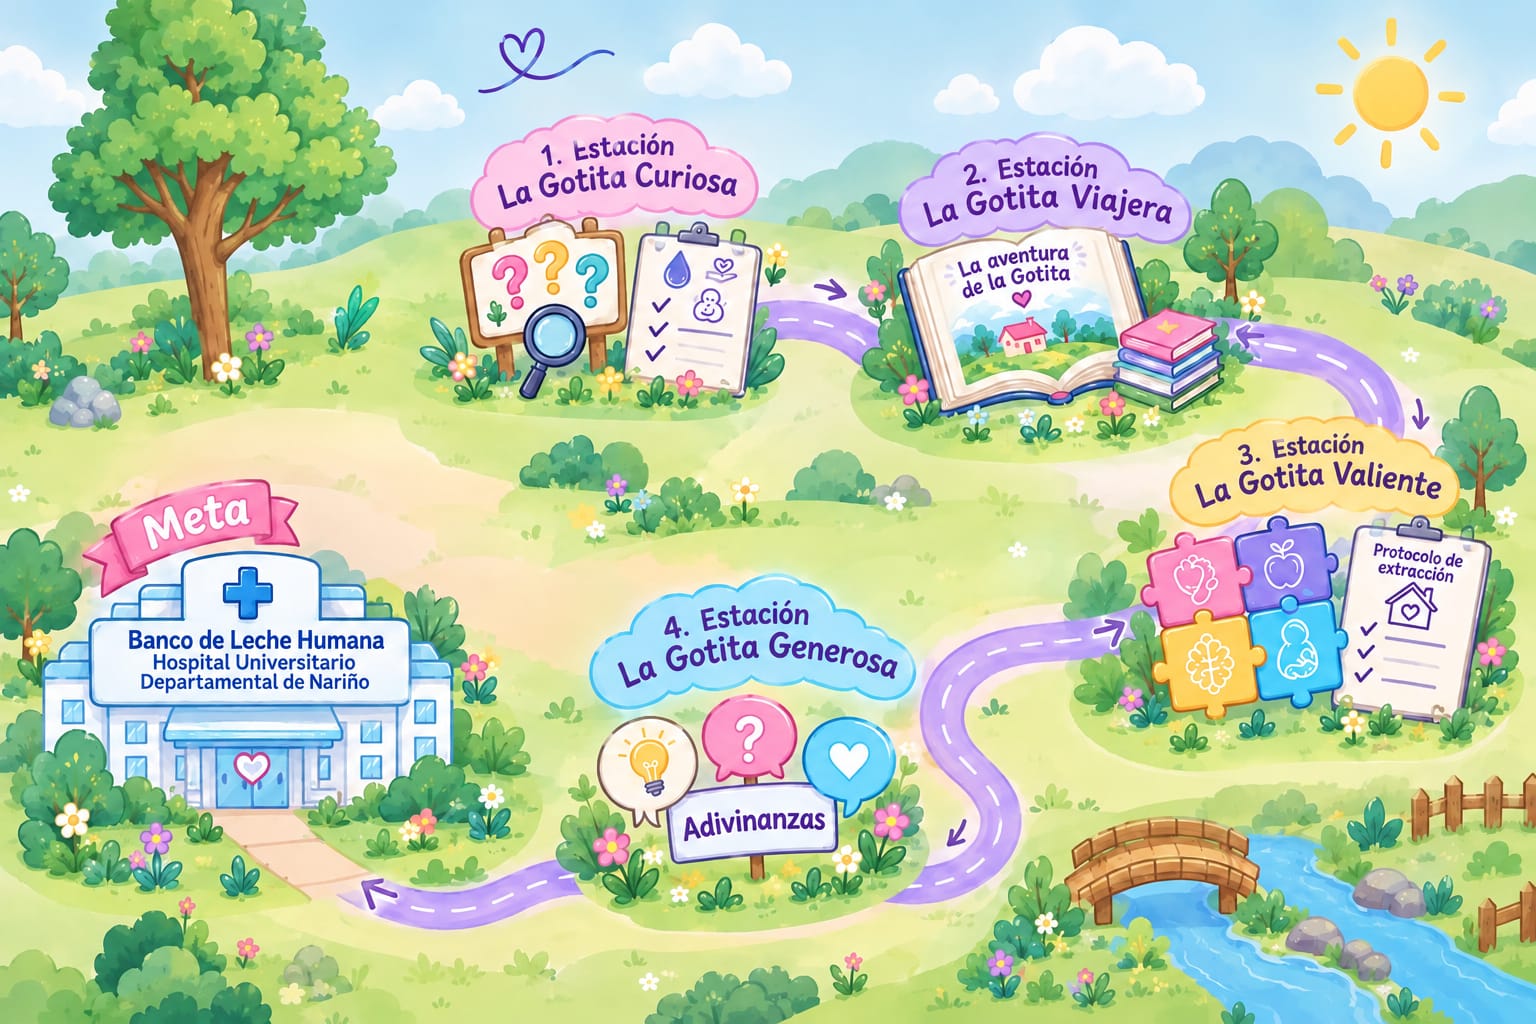 1. Estación
La Gotita Curiosa
2. Estación
La Gotita Viajera
La aventura
de la Gotita
3. Estación
La Gotita Valiente
Protocolo de
extracción
Meta
Banco de Leche Humana
Hospital Universitario
Departamental de Nariño
4. Estación
La Gotita Generosa
Adivinanzas